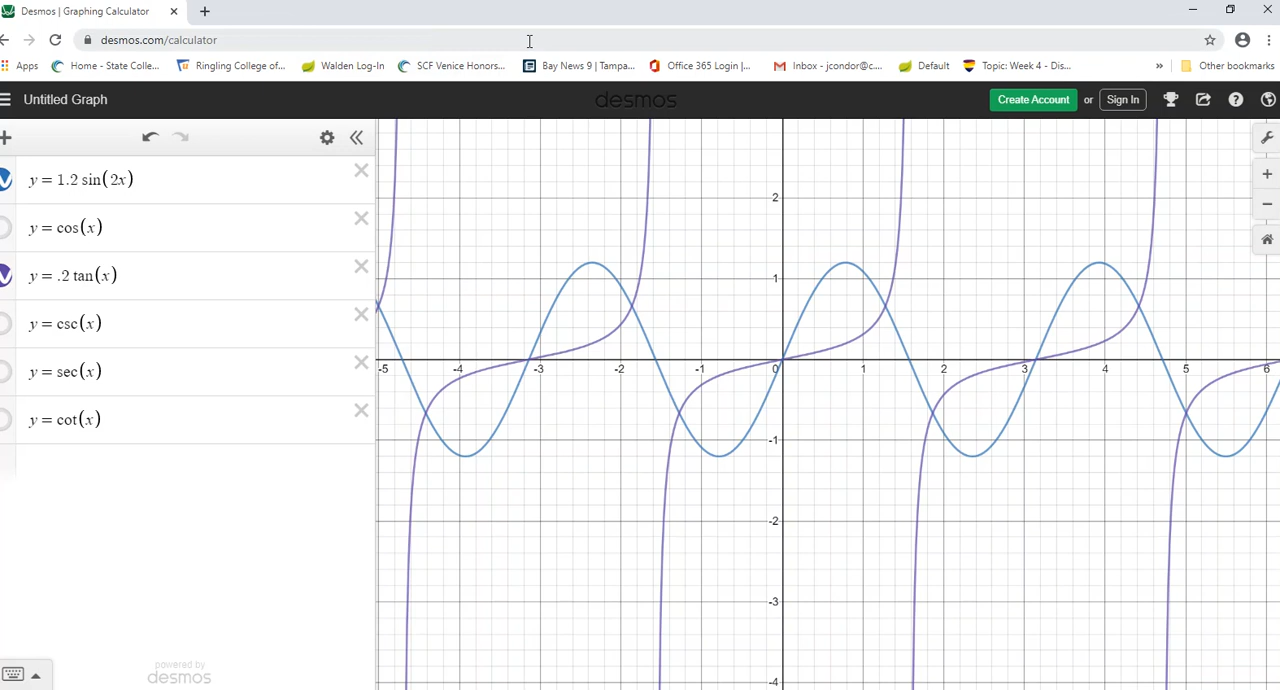 Desmos | Graphing Calculator
desmos.com/calculator
Apps Home - State Colle... Ringling College of... Walden Log-In SCF Venice Honors... Bay News 9 | Tampa... Office 365 Login |... Inbox - jcondor@c... Default Topic: Week 4 - Dis... » Other bookmarks
Untitled Graph desmos Create Account or Sign In
y = 1.2 sin(2x)
y = cos(x)
y = .2 tan(x)
y = csc(x)
y = sec(x)
y = cot(x)
2
1
-5 -4 -3 -2 -1 0 1 2 3 4 5 6
-1
-2
-3
-4
powered by
desmos